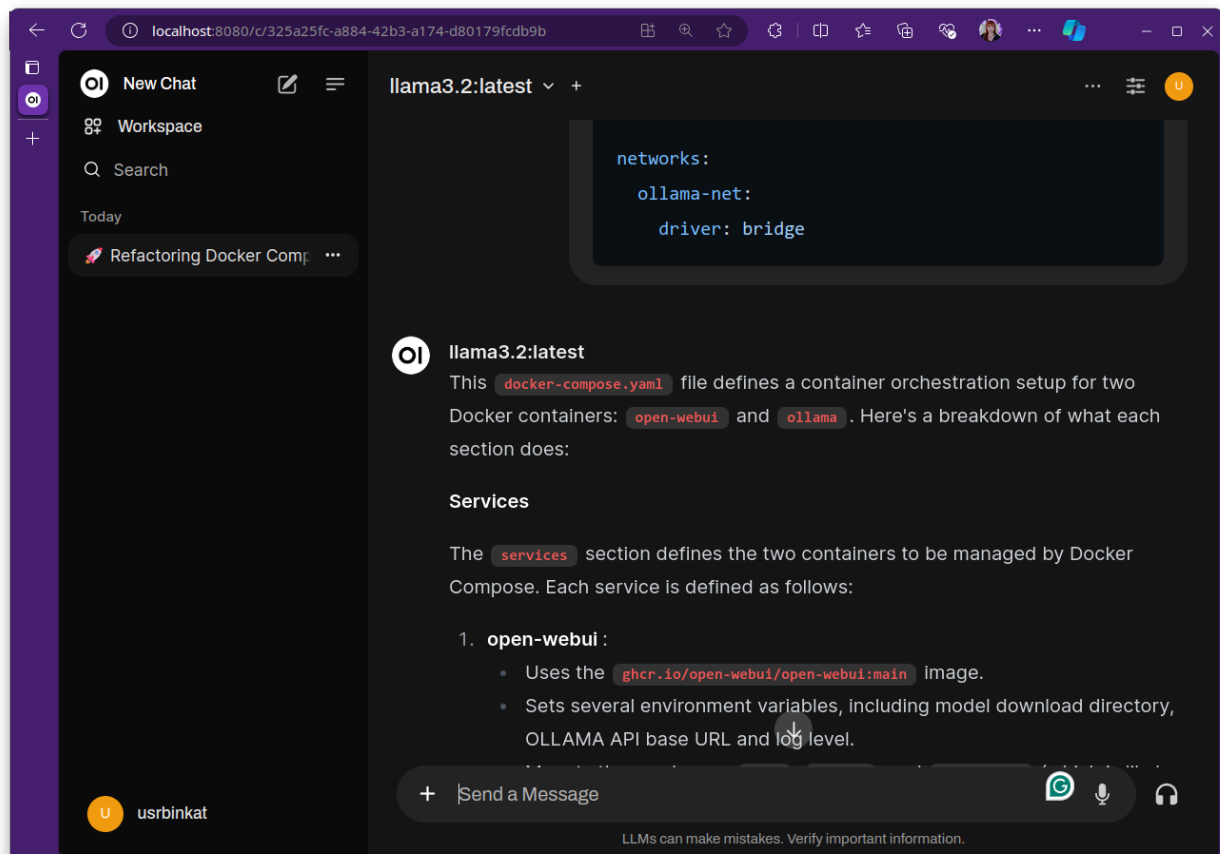 localhost:8080/c/325a25fc-a884-42b3-a174-d80179fcdb9b
OI
New Chat
Workspace
Search
Today
🚀 Refactoring Docker Comp
U
usrbinkat
llama3.2:latest
U
networks:
ollama-net:
driver: bridge
OI
llama3.2:latest
This docker-compose.yaml file defines a container orchestration setup for two
Docker containers: open-webui and ollama . Here's a breakdown of what each
section does:
Services
The services section defines the two containers to be managed by Docker
Compose. Each service is defined as follows:
1. open-webui :
• Uses the ghcr.io/open-webui/open-webui:main image.
• Sets several environment variables, including model download directory,
OLLAMA API base URL and log level.
Send a Message
LLMs can make mistakes. Verify important information.